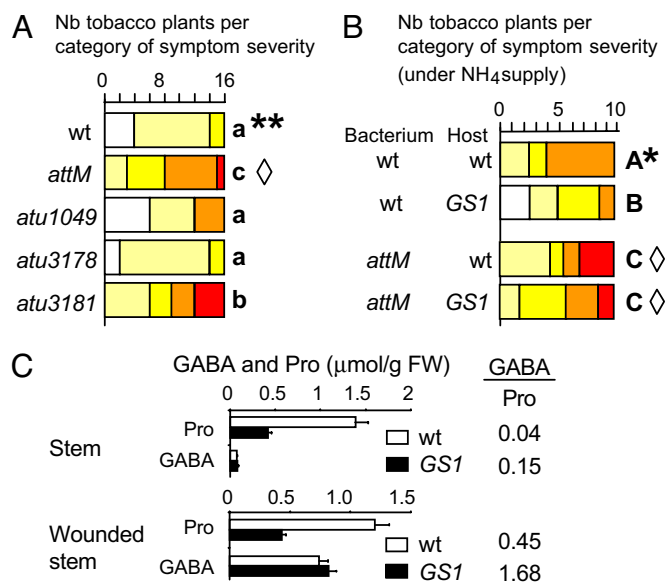 A Nb tobacco plants per category of symptom severity
0 8 16
wt a **
attM c ◊
atu1049 a
atu3178 a
atu3181 b
B Nb tobacco plants per category of symptom severity (under NH4 supply)
0 5 10
Bacterium Host
wt wt A*
wt GS1 B
attM wt C ◊
attM GS1 C ◊
C GABA and Pro (μmol/g FW) GABA
Pro
0 0.5 1 1.5 2
Stem
Pro wt 0.04
GABA GS1 0.15
0 0.5 1.0 1.5
Wounded stem
Pro wt 0.45
GABA GS1 1.68